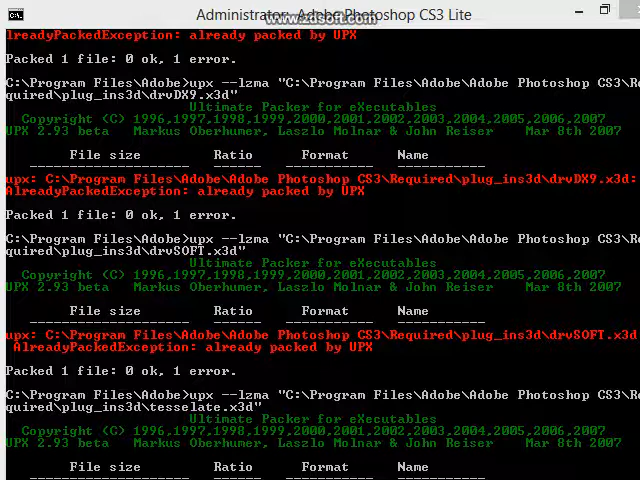 Administrator: Adobe Photoshop CS3 Lite
www.zdsoft.com
lreadyPackedException: already packed by UPX
Packed 1 file: 0 ok, 1 error.
C:\Program Files\Adobe>upx --lzma "C:\Program Files\Adobe\Adobe Photoshop CS3\Re
quired\plug_ins3d\drvDX9.x3d"
Ultimate Packer for eXecutables
Copyright (C) 1996,1997,1998,1999,2000,2001,2002,2003,2004,2005,2006,2007
UPX 2.93 beta Markus Oberhumer, Laszlo Molnar & John Reiser Mar 8th 2007
File size Ratio Format Name
-------------------- ------ ----------- -----------
upx: C:\Program Files\Adobe\Adobe Photoshop CS3\Required\plug_ins3d\drvDX9.x3d:
AlreadyPackedException: already packed by UPX
Packed 1 file: 0 ok, 1 error.
C:\Program Files\Adobe>upx --lzma "C:\Program Files\Adobe\Adobe Photoshop CS3\Re
quired\plug_ins3d\drvSOFT.x3d"
Ultimate Packer for eXecutables
Copyright (C) 1996,1997,1998,1999,2000,2001,2002,2003,2004,2005,2006,2007
UPX 2.93 beta Markus Oberhumer, Laszlo Molnar & John Reiser Mar 8th 2007
File size Ratio Format Name
-------------------- ------ ----------- -----------
upx: C:\Program Files\Adobe\Adobe Photoshop CS3\Required\plug_ins3d\drvSOFT.x3d
AlreadyPackedException: already packed by UPX
Packed 1 file: 0 ok, 1 error.
C:\Program Files\Adobe>upx --lzma "C:\Program Files\Adobe\Adobe Photoshop CS3\Re
quired\plug_ins3d\tesselate.x3d"
Ultimate Packer for eXecutables
Copyright (C) 1996,1997,1998,1999,2000,2001,2002,2003,2004,2005,2006,2007
UPX 2.93 beta Markus Oberhumer, Laszlo Molnar & John Reiser Mar 8th 2007
File size Ratio Format Name